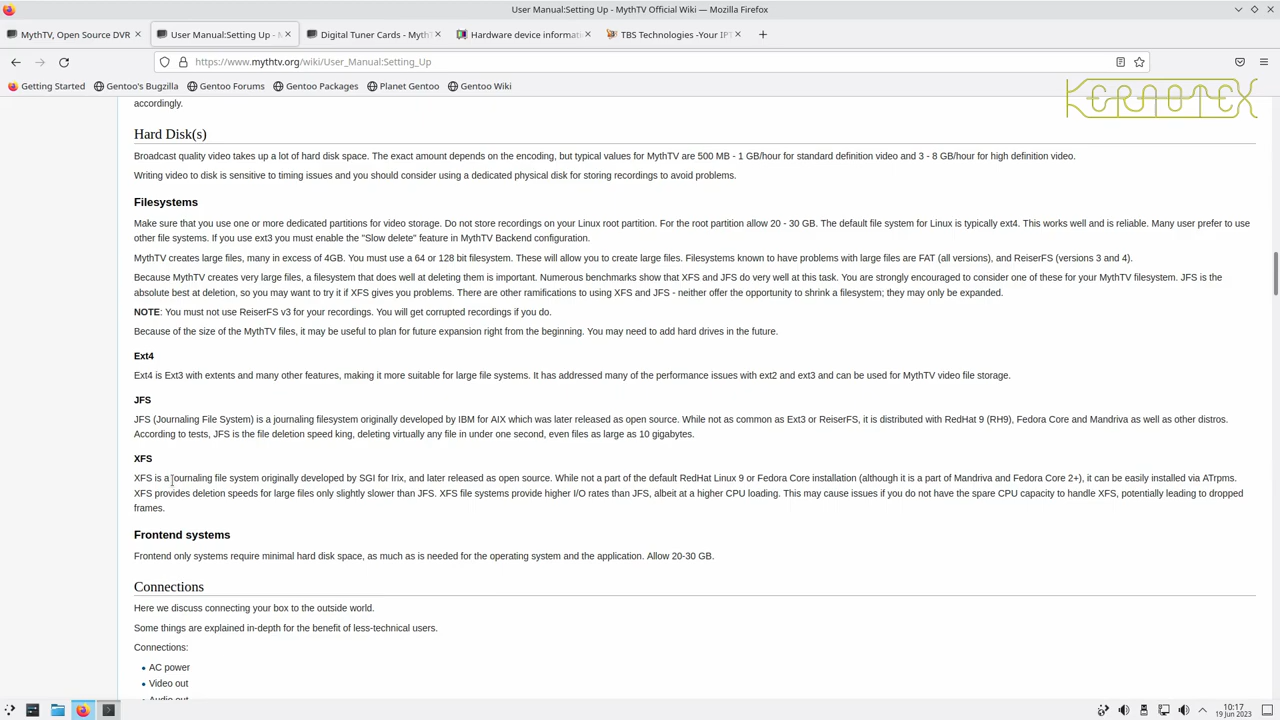 User Manual:Setting Up - MythTV Official Wiki — Mozilla Firefox
MythTV, Open Source DVR
User Manual:Setting Up - M
Digital Tuner Cards - MythT
Hardware device informati
TBS Technologies -Your IPT
https://www.mythtv.org/wiki/User_Manual:Setting_Up
Getting Started
Gentoo's Bugzilla
Gentoo Forums
Gentoo Packages
Planet Gentoo
Gentoo Wiki
KERNOTEX
accordingly.
Hard Disk(s)
Broadcast quality video takes up a lot of hard disk space. The exact amount depends on the encoding, but typical values for MythTV are 500 MB - 1 GB/hour for standard definition video and 3 - 8 GB/hour for high definition video.
Writing video to disk is sensitive to timing issues and you should consider using a dedicated physical disk for storing recordings to avoid problems.
Filesystems
Make sure that you use one or more dedicated partitions for video storage. Do not store recordings on your Linux root partition. For the root partition allow 20 - 30 GB. The default file system for Linux is typically ext4. This works well and is reliable. Many user prefer to use
other file systems. If you use ext3 you must enable the "Slow delete" feature in MythTV Backend configuration.
MythTV creates large files, many in excess of 4GB. You must use a 64 or 128 bit filesystem. These will allow you to create large files. Filesystems known to have problems with large files are FAT (all versions), and ReiserFS (versions 3 and 4).
Because MythTV creates very large files, a filesystem that does well at deleting them is important. Numerous benchmarks show that XFS and JFS do very well at this task. You are strongly encouraged to consider one of these for your MythTV filesystem. JFS is the
absolute best at deletion, so you may want to try it if XFS gives you problems. There are other ramifications to using XFS and JFS - neither offer the opportunity to shrink a filesystem; they may only be expanded.
NOTE: You must not use ReiserFS v3 for your recordings. You will get corrupted recordings if you do.
Because of the size of the MythTV files, it may be useful to plan for future expansion right from the beginning. You may need to add hard drives in the future.
Ext4
Ext4 is Ext3 with extents and many other features, making it more suitable for large file systems. It has addressed many of the performance issues with ext2 and ext3 and can be used for MythTV video file storage.
JFS
JFS (Journaling File System) is a journaling filesystem originally developed by IBM for AIX which was later released as open source. While not as common as Ext3 or ReiserFS, it is distributed with RedHat 9 (RH9), Fedora Core and Mandriva as well as other distros.
According to tests, JFS is the file deletion speed king, deleting virtually any file in under one second, even files as large as 10 gigabytes.
XFS
XFS is a journaling file system originally developed by SGI for Irix, and later released as open source. While not a part of the default RedHat Linux 9 or Fedora Core installation (although it is a part of Mandriva and Fedora Core 2+), it can be easily installed via ATrpms.
XFS provides deletion speeds for large files only slightly slower than JFS. XFS file systems provide higher I/O rates than JFS, albeit at a higher CPU loading. This may cause issues if you do not have the spare CPU capacity to handle XFS, potentially leading to dropped
frames.
Frontend systems
Frontend only systems require minimal hard disk space, as much as is needed for the operating system and the application. Allow 20-30 GB.
Connections
Here we discuss connecting your box to the outside world.
Some things are explained in-depth for the benefit of less-technical users.
Connections:
AC power
Video out
Audio out
10:17
19 Jun 2023